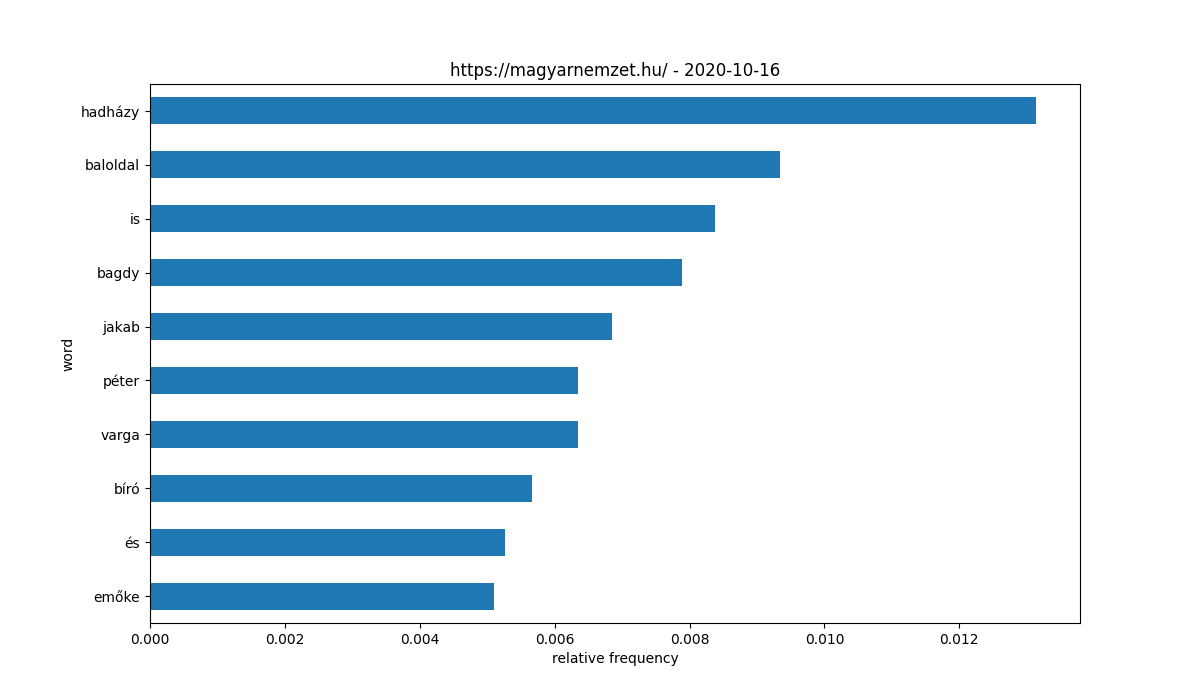 https://magyarnemzet.hu/ - 2020-10-16
word
hadházy
baloldal
is
bagdy
jakab
péter
varga
bíró
és
emőke
0.000 0.002 0.004 0.006 0.008 0.010 0.012
relative frequency